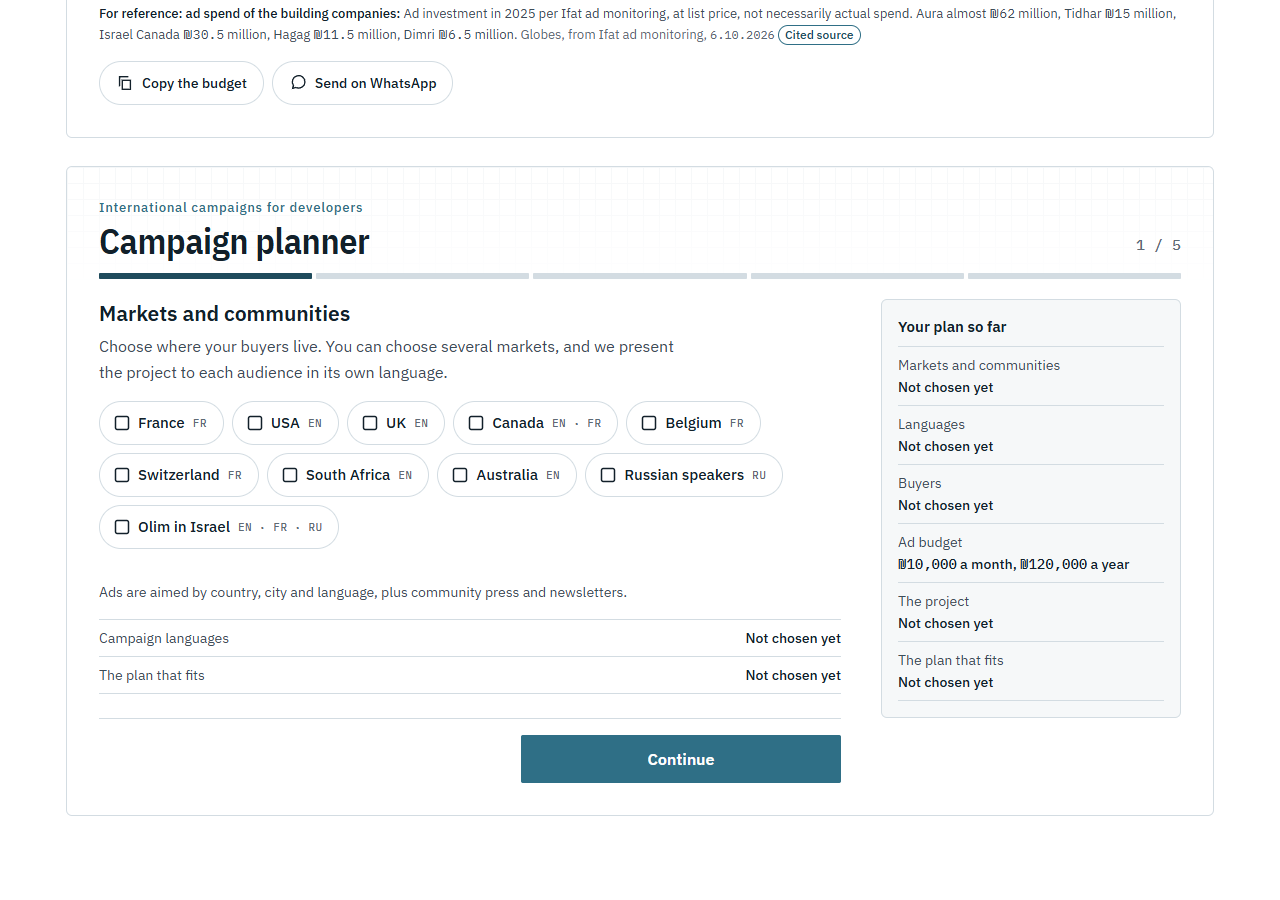 For reference: ad spend of the building companies: Ad investment in 2025 per Ifat ad monitoring, at list price, not necessarily actual spend. Aura almost ₪62 million, Tidhar ₪15 million,
Israel Canada ₪30.5 million, Hagag ₪11.5 million, Dimri ₪6.5 million. Globes, from Ifat ad monitoring, 6.10.2026 Cited source
Copy the budget
Send on WhatsApp
International campaigns for developers
Campaign planner
1 / 5
Markets and communities
Choose where your buyers live. You can choose several markets, and we present
the project to each audience in its own language.
France FR
USA EN
UK EN
Canada EN · FR
Belgium FR
Switzerland FR
South Africa EN
Australia EN
Russian speakers RU
Olim in Israel EN · FR · RU
Ads are aimed by country, city and language, plus community press and newsletters.
Campaign languages Not chosen yet
The plan that fits Not chosen yet
Continue
Your plan so far
Markets and communities
Not chosen yet
Languages
Not chosen yet
Buyers
Not chosen yet
Ad budget
₪10,000 a month, ₪120,000 a year
The project
Not chosen yet
The plan that fits
Not chosen yet